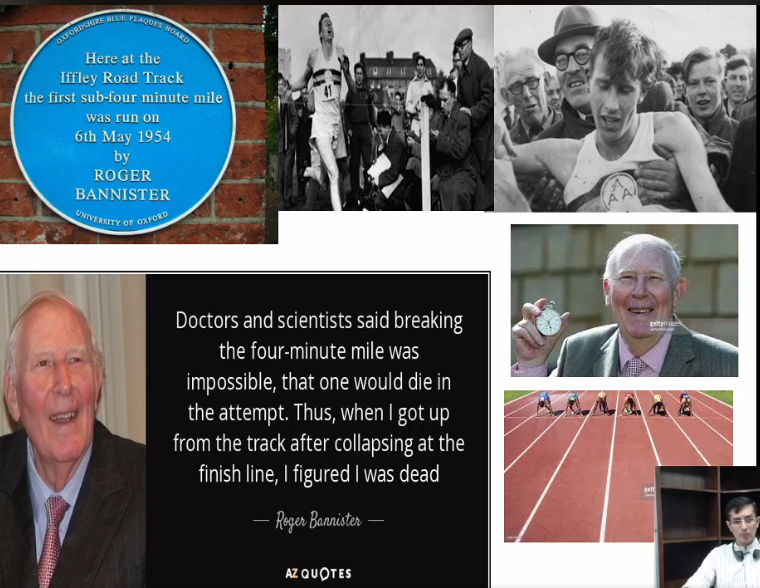 OXFORDSHIRE BLUE PLAQUES BOARD
Here at the
Iffley Road Track
the first sub-four minute mile
was run on
6th May 1954
by
ROGER
BANNISTER
UNIVERSITY OF OXFORD
41
AAA
gettyimages
Doctors and scientists said breaking
the four-minute mile was
impossible, that one would die in
the attempt. Thus, when I got up
from the track after collapsing at the
finish line, I figured I was dead
— Roger Bannister —
AZ QUOTES